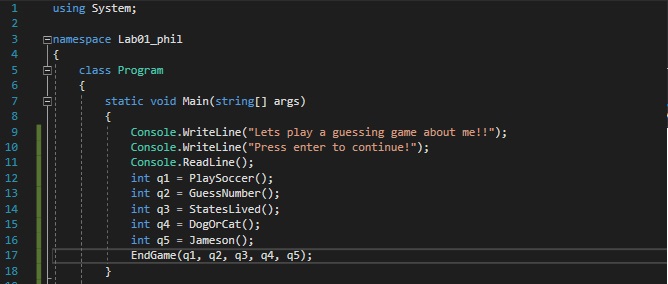 1 using System;
2
3 namespace Lab01_phil
4 {
5 class Program
6 {
7 static void Main(string[] args)
8 {
9 Console.WriteLine("Lets play a guessing game about me!!");
10 Console.WriteLine("Press enter to continue!");
11 Console.ReadLine();
12 int q1 = PlaySoccer();
13 int q2 = GuessNumber();
14 int q3 = StatesLived();
15 int q4 = DogOrCat();
16 int q5 = Jameson();
17 EndGame(q1, q2, q3, q4, q5);
18 }